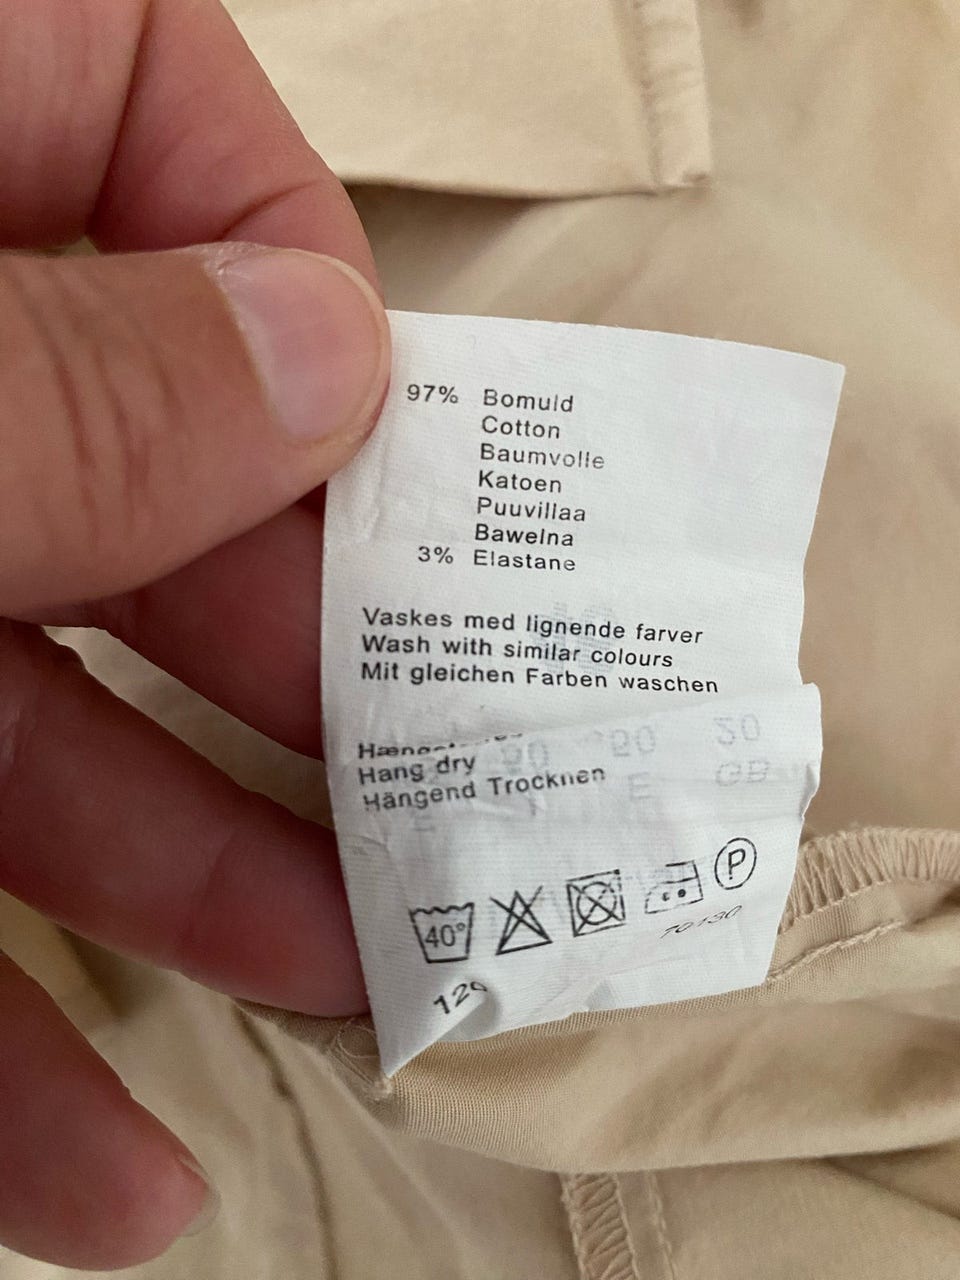 97% Bomuld
Cotton
Baumvolle
Katoen
Puuvillaa
Bawelna
3% Elastane
Vaskes med lignende farver
Wash with similar colours
Mit gleichen Farben waschen
Hang dry
Hängend Trocknen
40°
P
70130